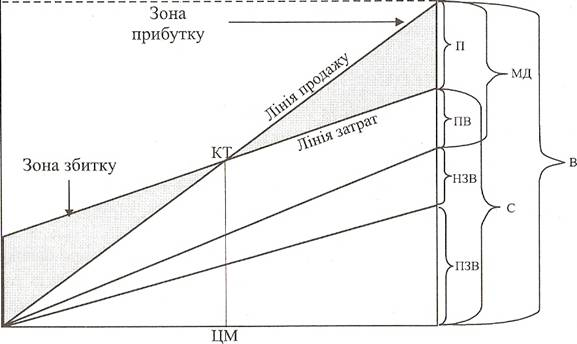 Зона
прибутку
Лінія продажу
П
МД
КТ
Лінія затрат
ПВ
Зона збитку
В
НЗВ
С
ПЗВ
ЦМ